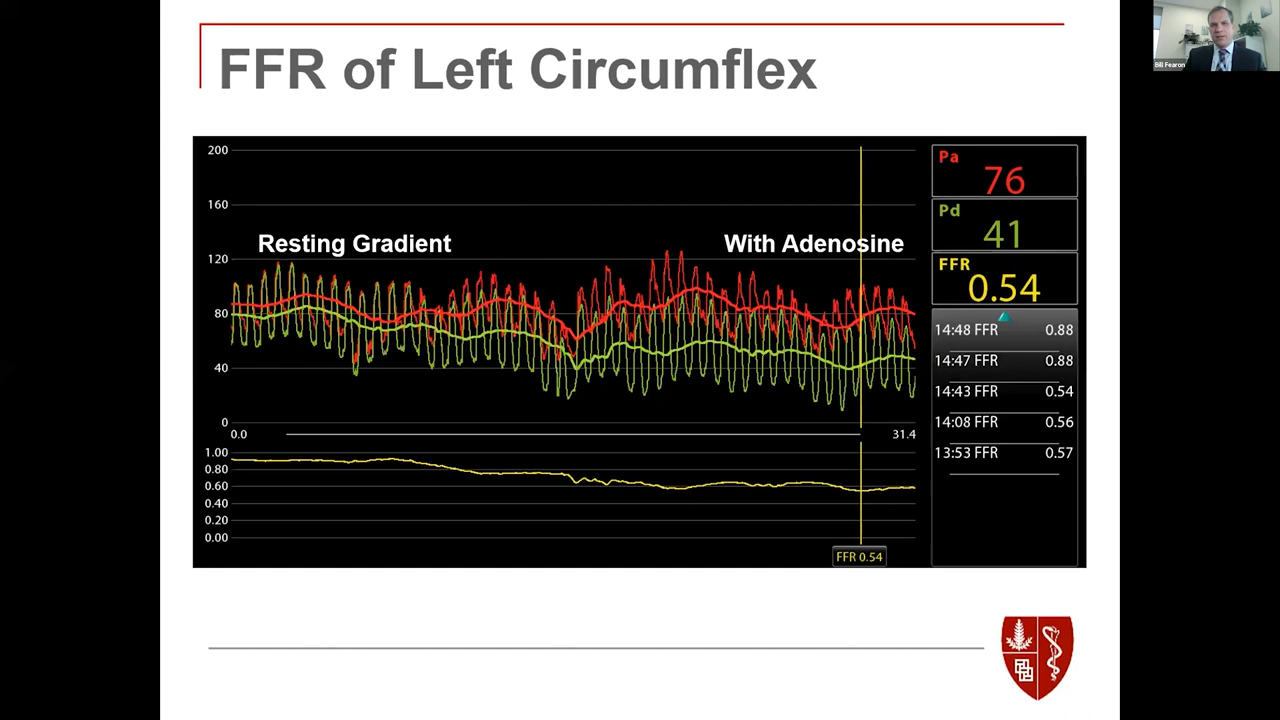 FFR of Left Circumflex
Bill Fearon
200
160
120
80
40
0
Resting Gradient
With Adenosine
0.0
31.4
1.00
0.80
0.60
0.40
0.20
0.00
FFR 0.54
Pa
76
Pd
41
FFR
0.54
14:48 FFR 0.88
14:47 FFR 0.88
14:43 FFR 0.54
14:08 FFR 0.56
13:53 FFR 0.57